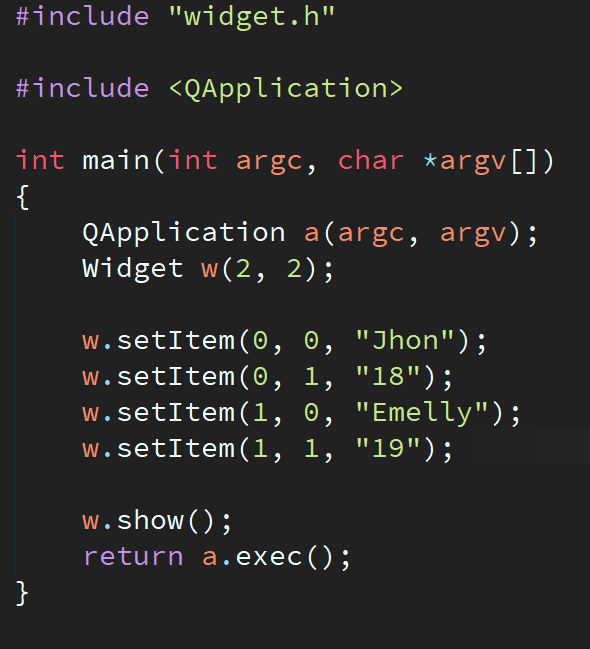 #include "widget.h"
#include <QApplication>
int main(int argc, char *argv[])
{
    QApplication a(argc, argv);
    Widget w(2, 2);
    w.setItem(0, 0, "Jhon");
    w.setItem(0, 1, "18");
    w.setItem(1, 0, "Emelly");
    w.setItem(1, 1, "19");
    w.show();
    return a.exec();
}